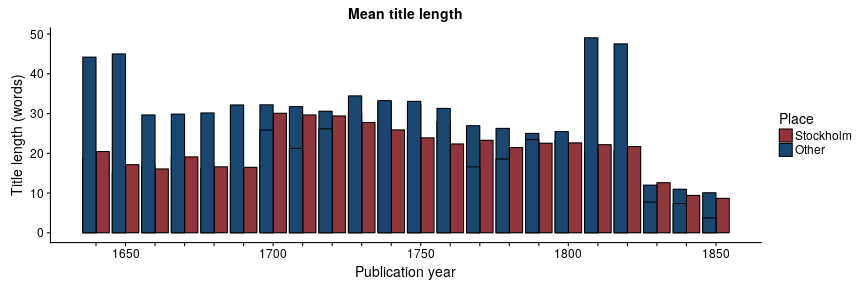 Mean title length
Title length (words)
50
40
30
20
10
0
1650
1700
1750
1800
1850
Publication year
Place
Stockholm
Other